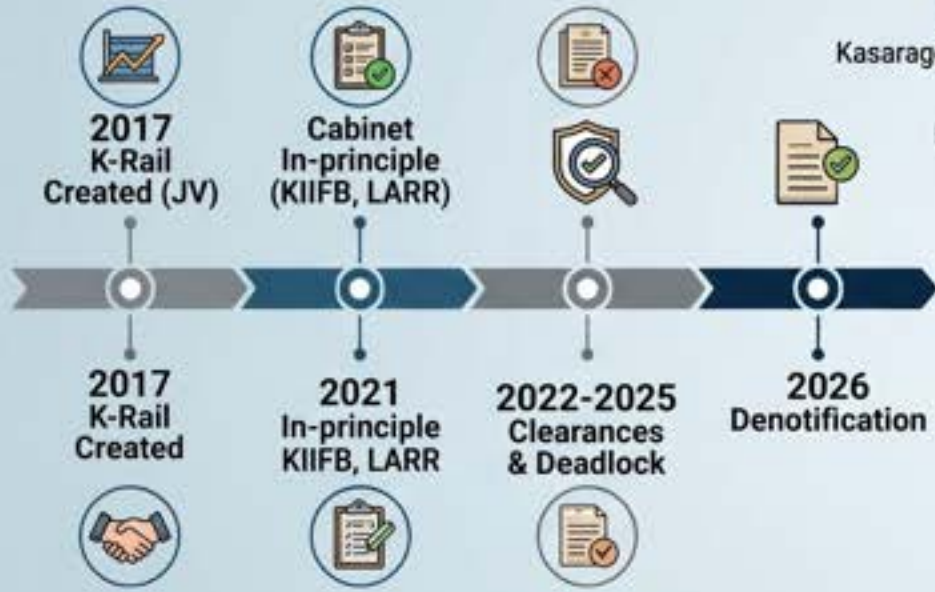 2017
K-Rail
Created (JV)
Cabinet
In-principle
(KIIFB, LARR)
2017
K-Rail
Created
2021
In-principle
KIIFB, LARR
2022-2025
Clearances
& Deadlock
2026
Denotification